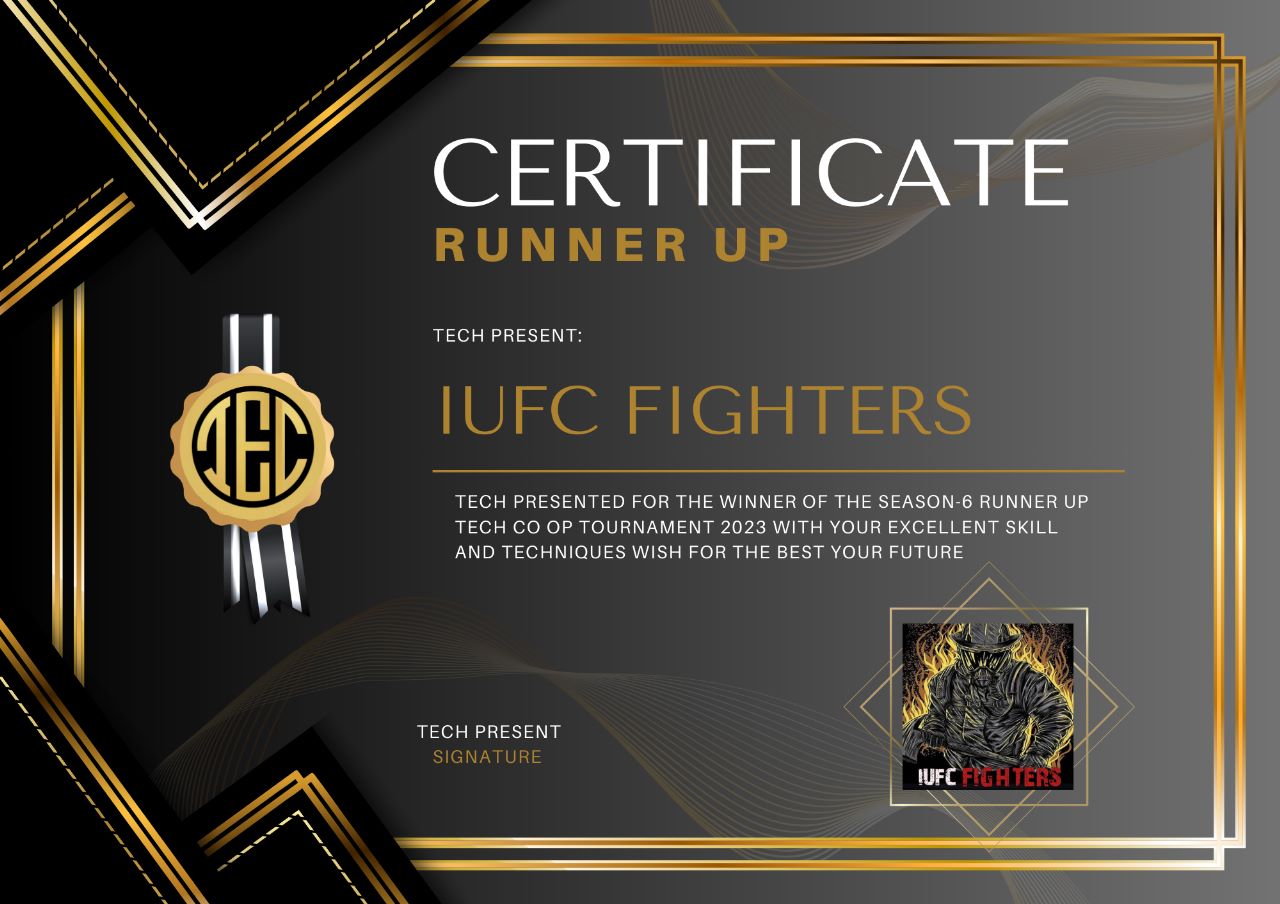 CERTIFICATE
RUNNER UP
TECH PRESENT:
IUFC FIGHTERS
TECH PRESENTED FOR THE WINNER OF THE SEASON-6 RUNNER UP
TECH CO OP TOURNAMENT 2023 WITH YOUR EXCELLENT SKILL
AND TECHNIQUES WISH FOR THE BEST YOUR FUTURE
TEC
TECH PRESENT
SIGNATURE
IUFC FIGHTERS